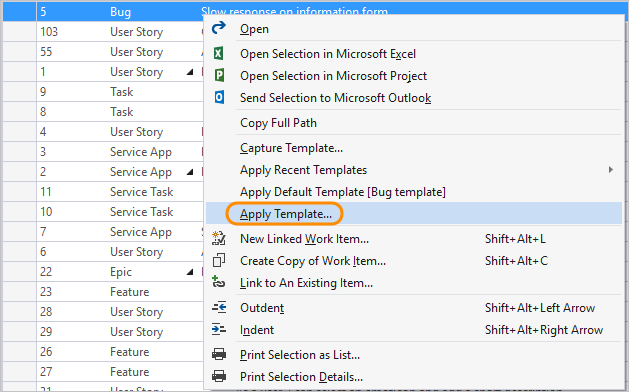 5 Bug Slow response on information form
103 User Story
55 User Story
1 User Story
9 Task
8 Task
4 User Story
3 Service App
2 Service App
11 Service Task
10 Service Task
7 Service App
6 User Story
22 Epic
23 Feature
28 User Story
29 User Story
26 Feature
27 Feature
21 User Story
Open
Open Selection in Microsoft Excel
Open Selection in Microsoft Project
Send Selection to Microsoft Outlook
Copy Full Path
Capture Template...
Apply Recent Templates
Apply Default Template [Bug template]
Apply Template...
New Linked Work Item... Shift+Alt+L
Create Copy of Work Item... Shift+Alt+C
Link to An Existing Item...
Outdent Shift+Alt+Left Arrow
Indent Shift+Alt+Right Arrow
Print Selection as List...
Print Selection Details...